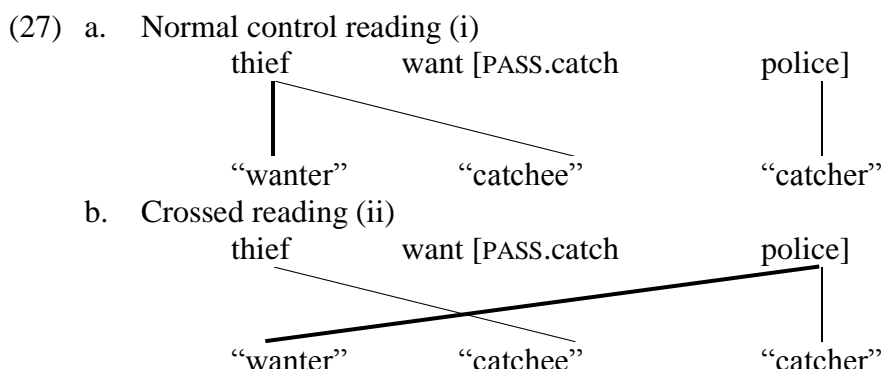 (27) a. Normal control reading (i)
thief want [PASS.catch police]
“wanter” “catchee” “catcher”
b. Crossed reading (ii)
thief want [PASS.catch police]
“wanter” “catchee” “catcher”